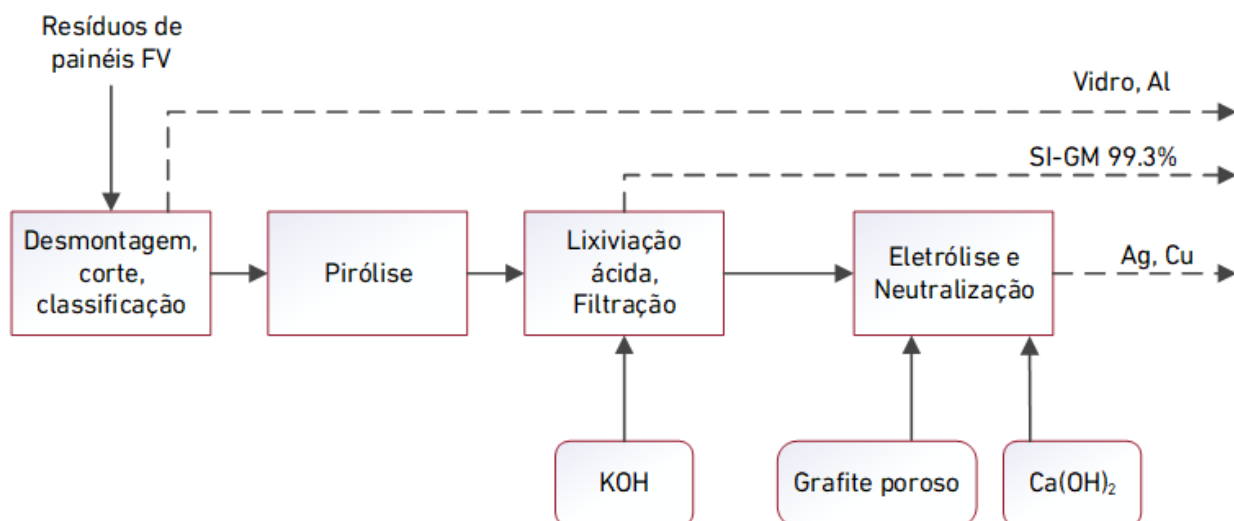 Resíduos de
painéis FV
Vidro, Al
SI-GM 99.3%
Desmontagem,
corte,
classificação
Pirólise
Lixiviação
ácida,
Filtração
Eletrólise e
Neutralização
Ag, Cu
KOH
Grafite poroso
Ca(OH)₂